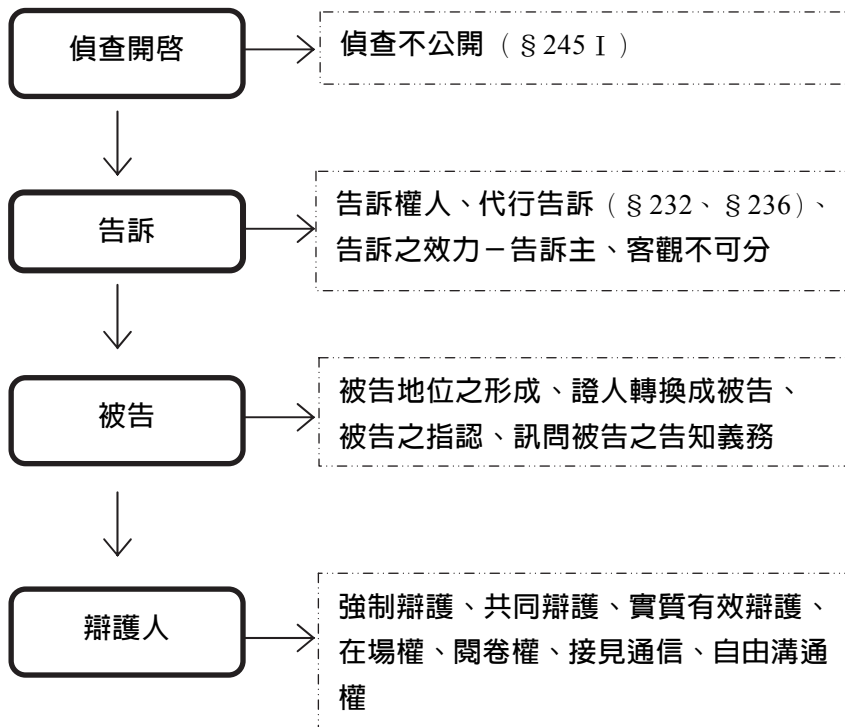 偵查開啓
偵查不公開（§245Ⅰ）
告訴
告訴權人、代行告訴（§232、§236）、
告訴之效力－告訴主、客觀不可分
被告
被告地位之形成、證人轉換成被告、
被告之指認、訊問被告之告知義務
辯護人
強制辯護、共同辯護、實質有效辯護、
在場權、閱卷權、接見通信、自由溝通
權